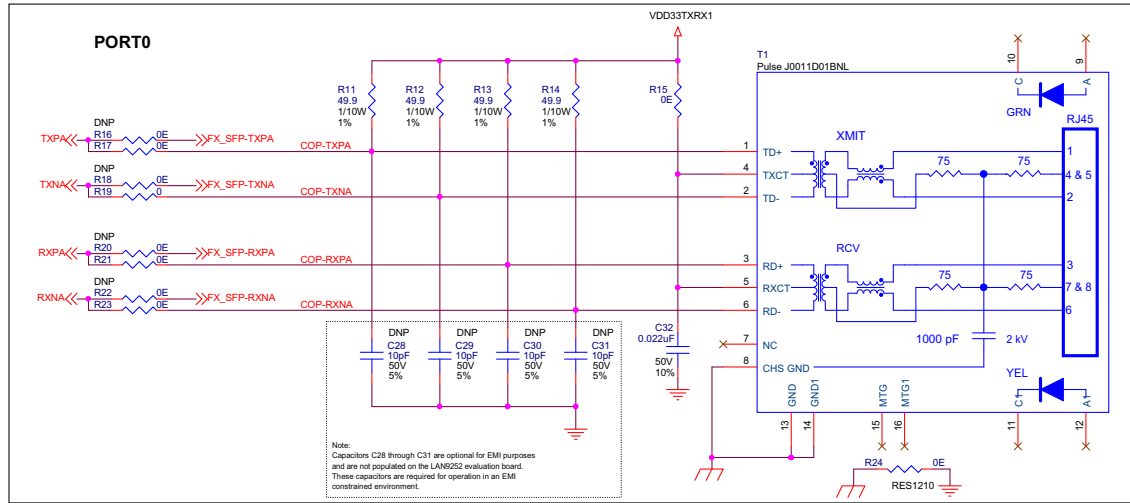 VDD33TXRX1
PORT0
T1
Pulse J0011D01BNL
10
9
C
A
GRN
RJ45
R11
49.9
1/10W
1%
R12
49.9
1/10W
1%
R13
49.9
1/10W
1%
R14
49.9
1/10W
1%
R15
0E
DNP
TXPA
R16
0E
FX_SFP-TXPA
R17
0E
COP-TXPA
DNP
TXNA
R18
0E
FX_SFP-TXNA
R19
0
COP-TXNA
DNP
RXPA
R20
0E
FX_SFP-RXPA
R21
0E
COP-RXPA
DNP
RXNA
R22
0E
FX_SFP-RXNA
R23
0E
COP-RXNA
XMIT
1
TD+
4
TXCT
2
TD-
75
75
1
4 & 5
2
RCV
3
RD+
5
RXCT
6
RD-
75
75
3
7 & 8
6
7
NC
8
CHS GND
1000 pF
2 kV
YEL
DNP
C28
10pF
50V
5%
DNP
C29
10pF
50V
5%
DNP
C30
10pF
50V
5%
DNP
C31
10pF
50V
5%
C32
0.022uF
50V
10%
GND
GND1
MTG
MTG1
C1
A1
13
14
15
16
11
12
Note:
Capacitors C28 through C31 are optional for EMI purposes
and are not populated on the LAN9252 evaluation board.
These capacitors are required for operation in an EMI
constrained environment.
R24
0E
RES1210